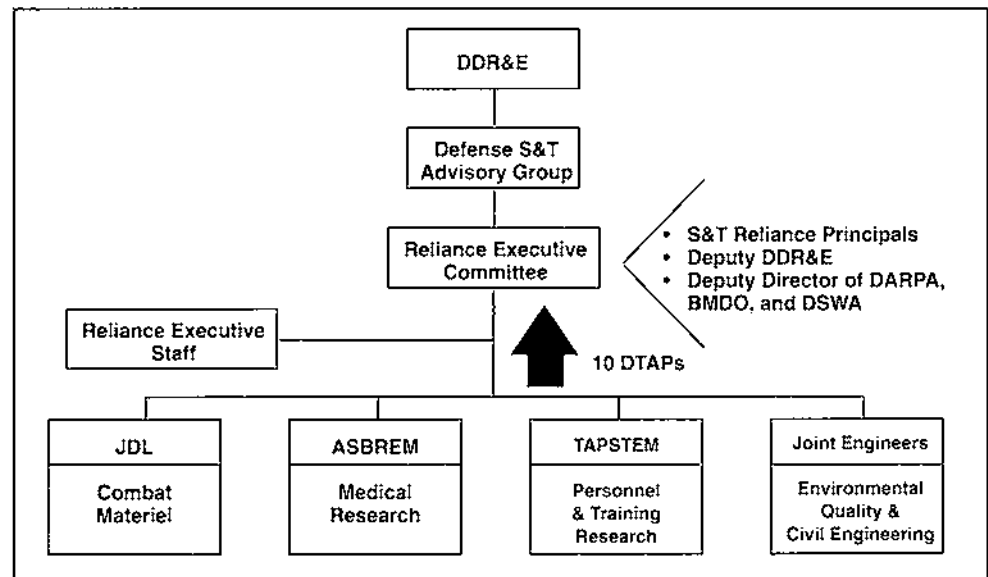 DDR&E
Defense S&T
Advisory Group
Reliance Executive
Committee
• S&T Reliance Principals
• Deputy DDR&E
• Deputy Director of DARPA,
BMDO, and DSWA
Reliance Executive
Staff
10 DTAPs
JDL
Combat
Materiel
ASBREM
Medical
Research
TAPSTEM
Personnel
& Training
Research
Joint Engineers
Environmental
Quality &
Civil Engineering